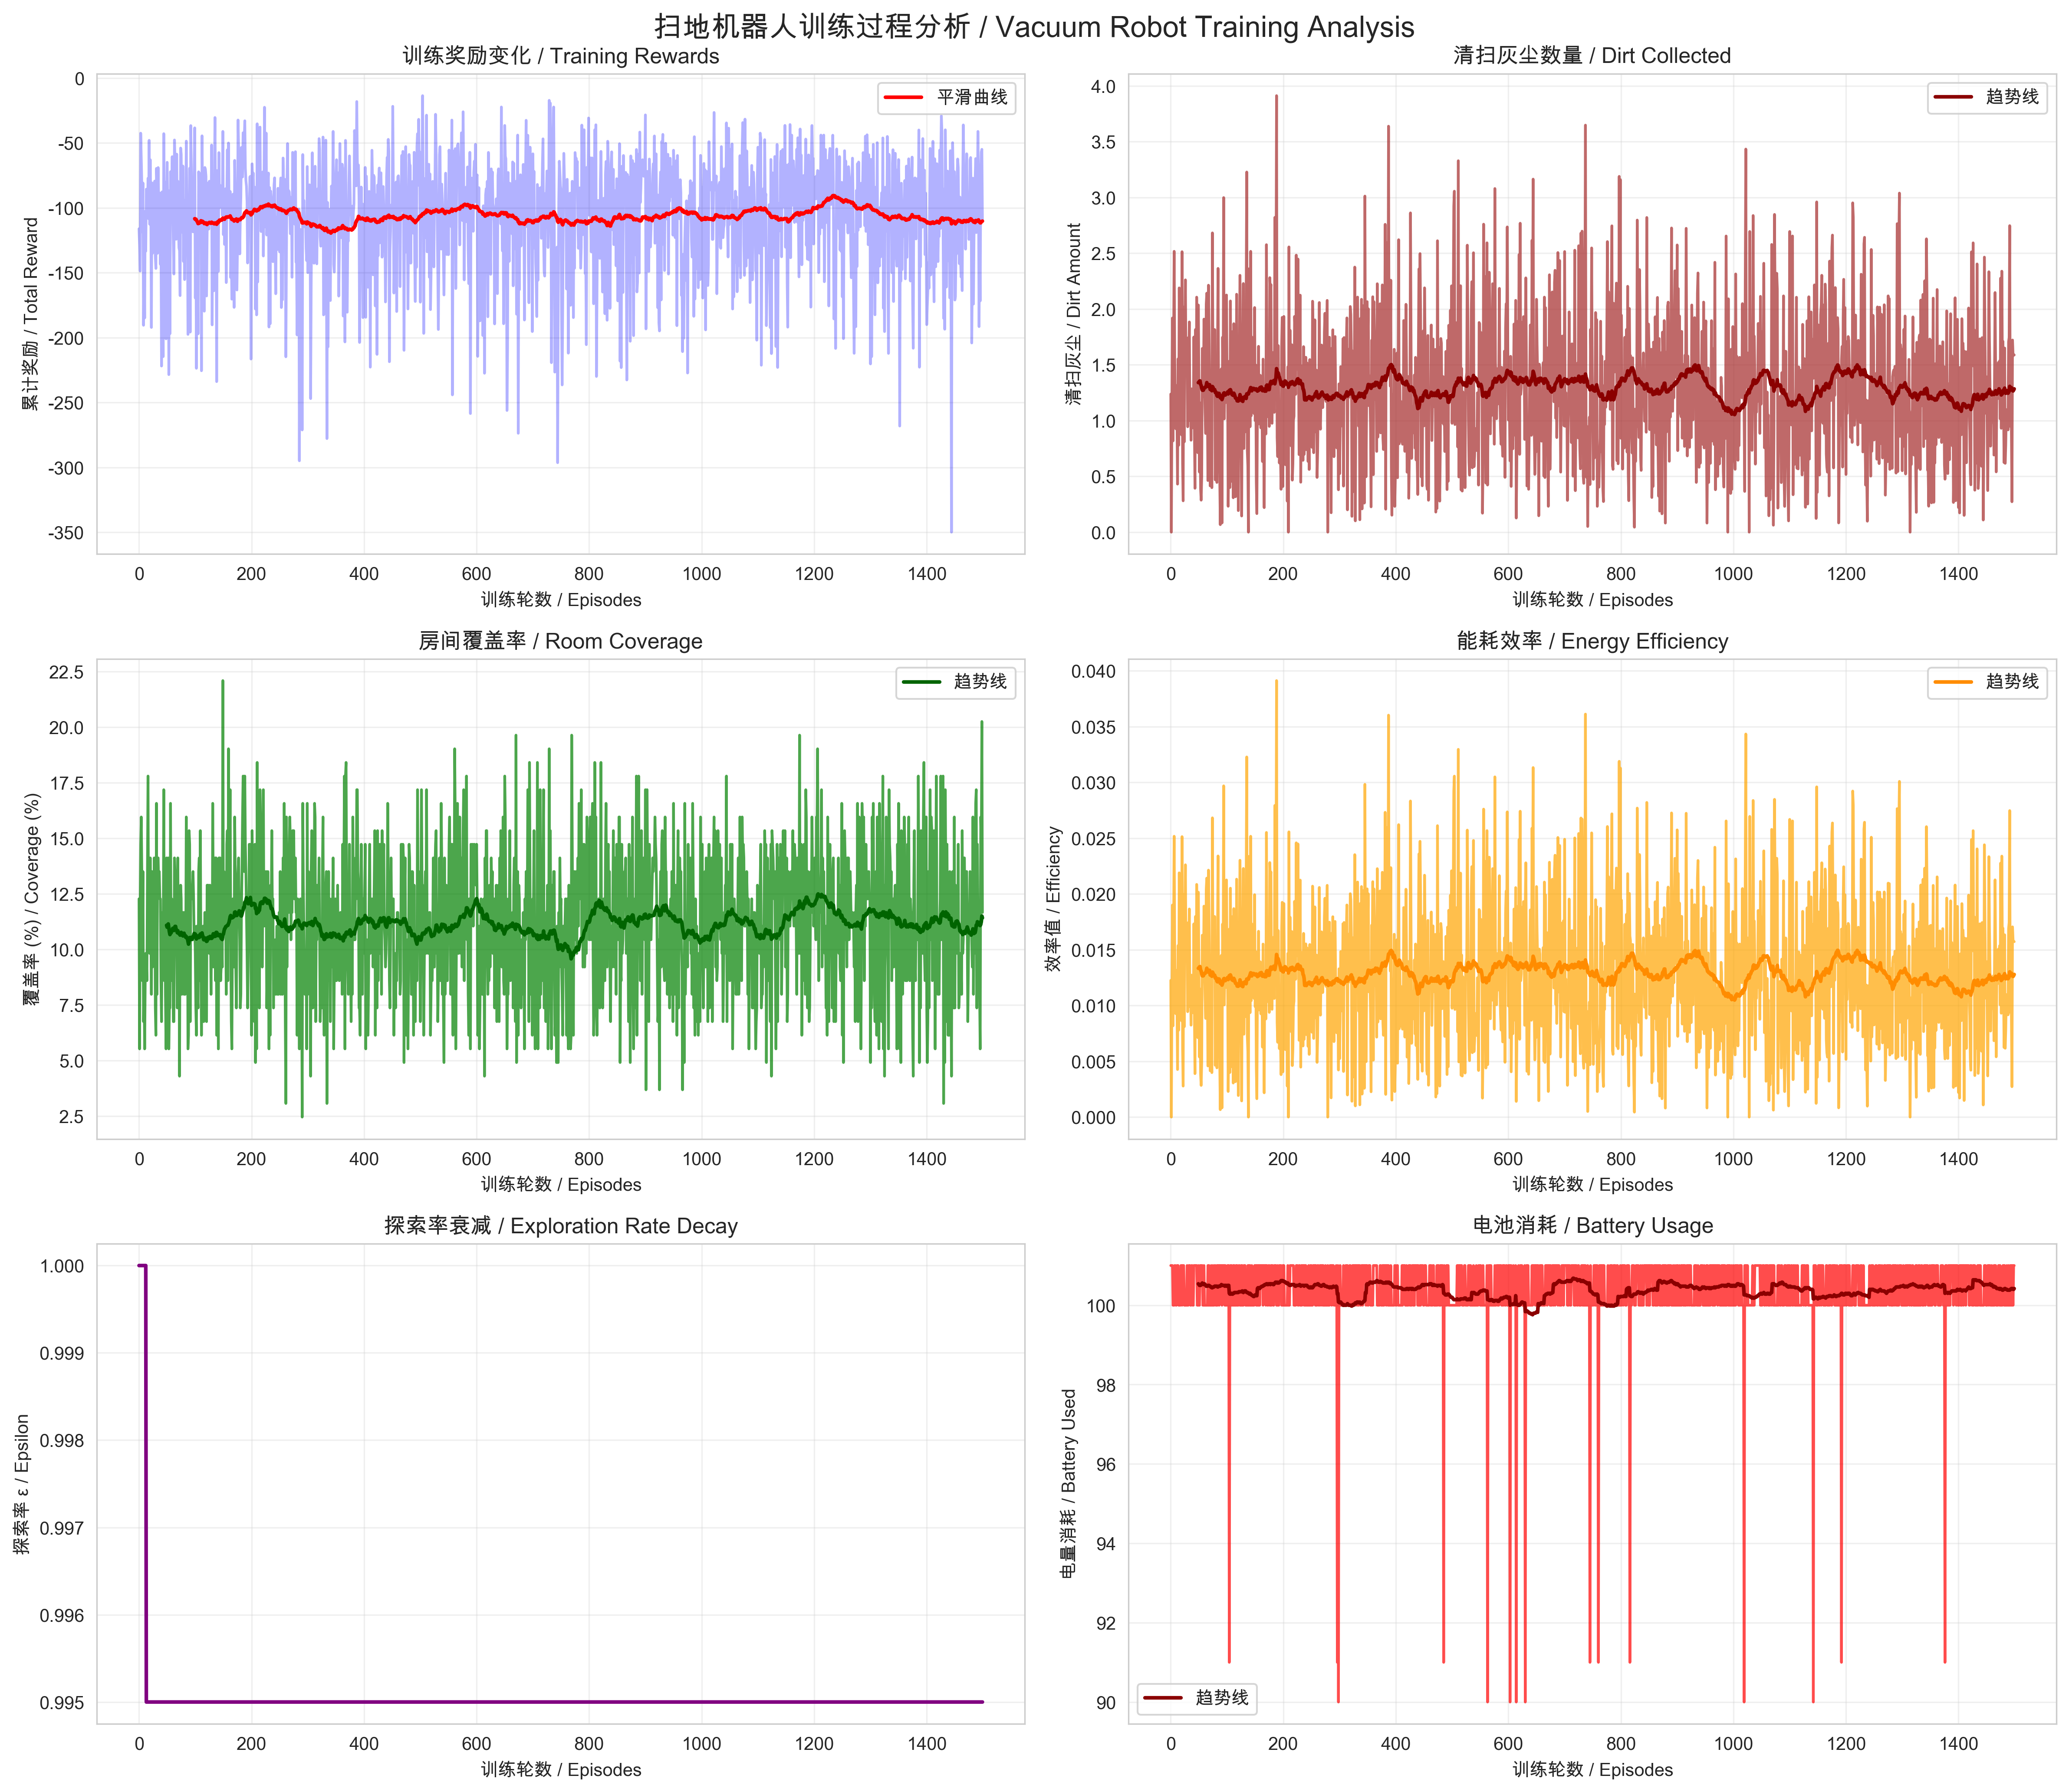 扫地机器人训练过程分析 / Vacuum Robot Training Analysis
训练奖励变化 / Training Rewards
平滑曲线
累计奖励 / Total Reward
0
-50
-100
-150
-200
-250
-300
-350
0 200 400 600 800 1000 1200 1400
训练轮数 / Episodes
清扫灰尘数量 / Dirt Collected
趋势线
清扫灰尘 / Dirt Amount
4.0
3.5
3.0
2.5
2.0
1.5
1.0
0.5
0.0
0 200 400 600 800 1000 1200 1400
训练轮数 / Episodes
房间覆盖率 / Room Coverage
趋势线
覆盖率 (%) / Coverage (%)
22.5
20.0
17.5
15.0
12.5
10.0
7.5
5.0
2.5
0 200 400 600 800 1000 1200 1400
训练轮数 / Episodes
能耗效率 / Energy Efficiency
趋势线
效率值 / Efficiency
0.040
0.035
0.030
0.025
0.020
0.015
0.010
0.005
0.000
0 200 400 600 800 1000 1200 1400
训练轮数 / Episodes
探索率衰减 / Exploration Rate Decay
探索率 ε / Epsilon
1.000
0.999
0.998
0.997
0.996
0.995
0 200 400 600 800 1000 1200 1400
训练轮数 / Episodes
电池消耗 / Battery Usage
电量消耗 / Battery Used
100
98
96
94
92
90
趋势线
0 200 400 600 800 1000 1200 1400
训练轮数 / Episodes